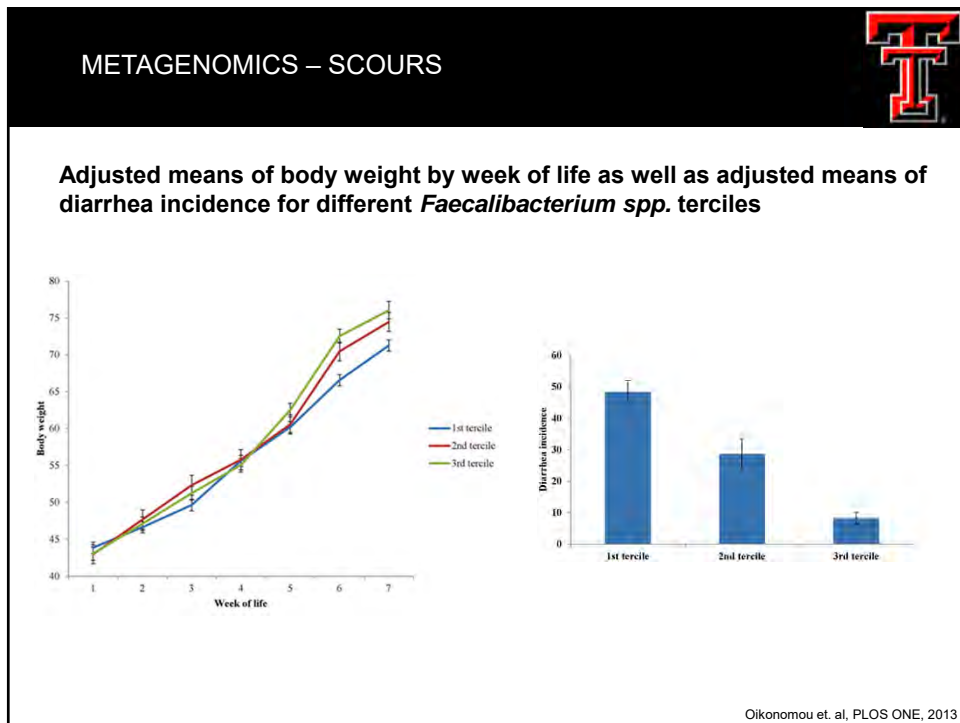 METAGENOMICS – SCOURS
Adjusted means of body weight by week of life as well as adjusted means of
diarrhea incidence for different Faecalibacterium spp. terciles
80
75
70
65
60
55
50
45
40
Body weight
1
2
3
4
5
6
7
Week of life
1st tercile
2nd tercile
3rd tercile
60
50
40
30
20
10
0
Diarrhea incidence
1st tercile
2nd tercile
3rd tercile
Oikonomou et. al, PLOS ONE, 2013